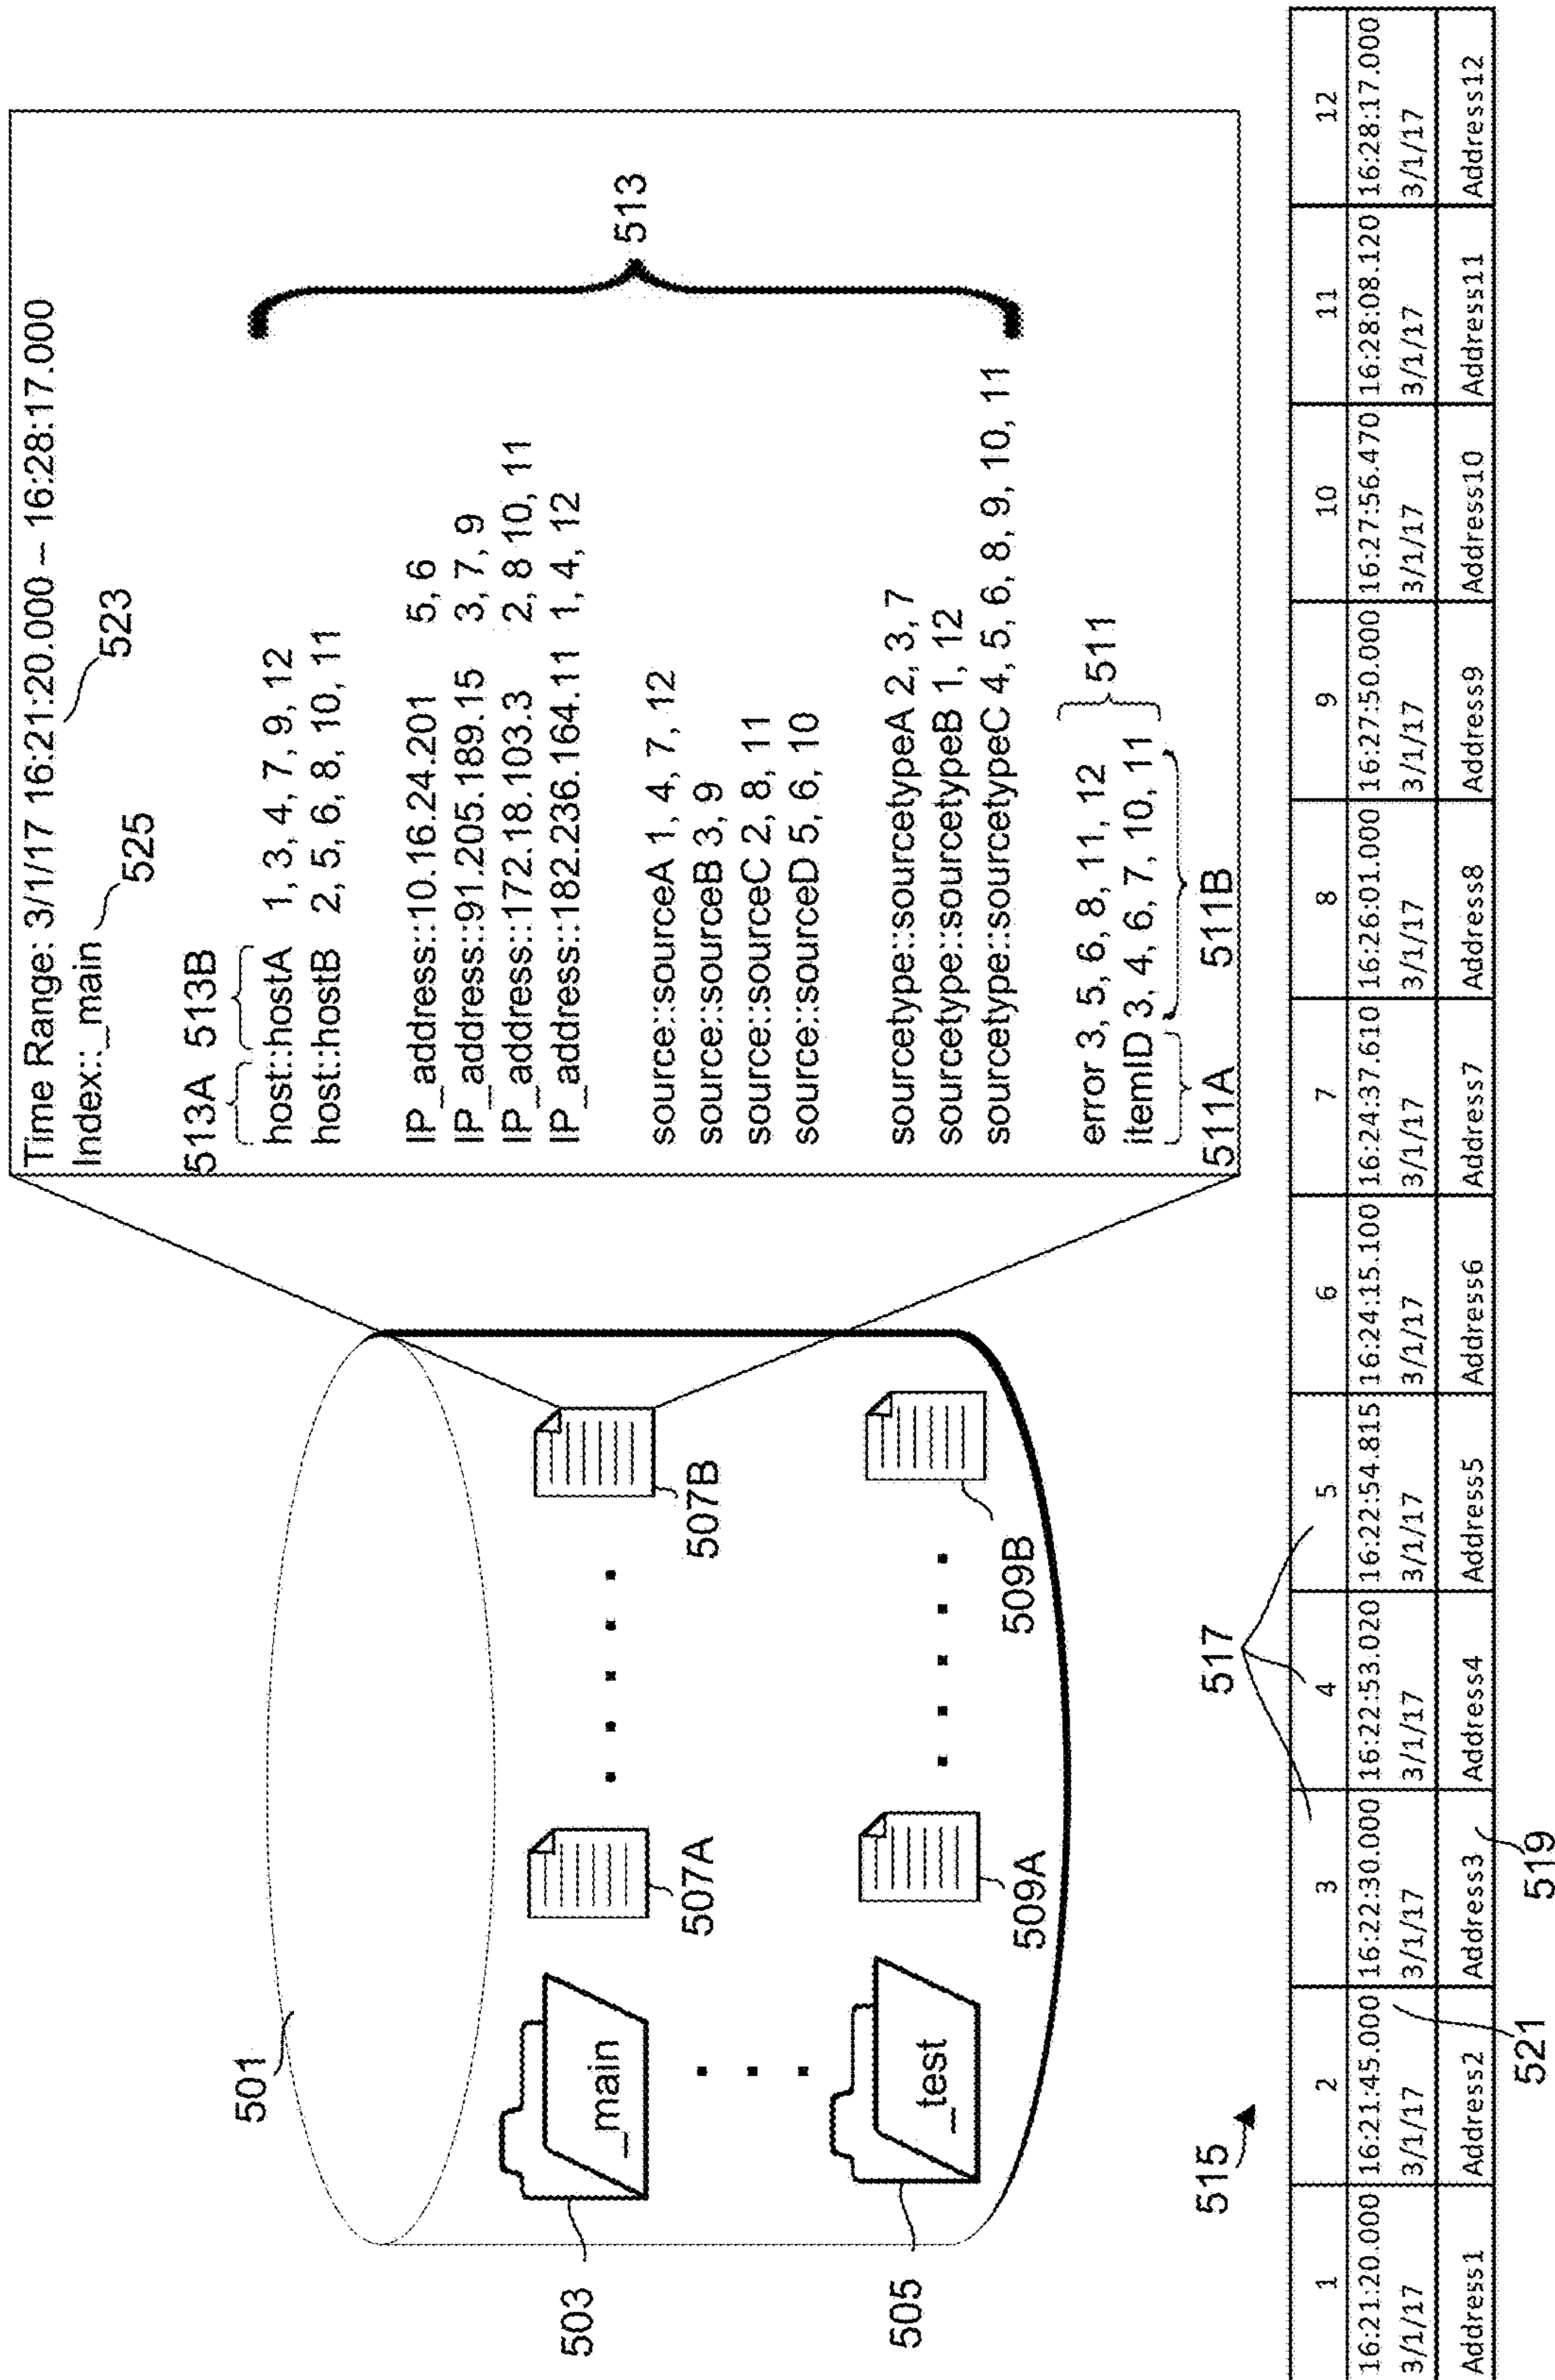 501
503
_main
507A
507B
505
_test
509A
509B
Time Range: 3/1/17 16:21:20.000 – 16:28:17.000
523
Index::_main
525
513A 513B
host::hostA 1, 3, 4, 7, 9, 12
host::hostB 2, 5, 6, 8, 10, 11
IP_address::10.16.24.201 5, 6
IP_address::91.205.189.15 3, 7, 9
IP_address::172.18.103.3 2, 8 10, 11
IP_address::182.236.164.11 1, 4, 12
source::sourceA 1, 4, 7, 12
source::sourceB 3, 9
source::sourceC 2, 8, 11
source::sourceD 5, 6, 10
513
sourcetype::sourcetypeA 2, 3, 7
sourcetype::sourcetypeB 1, 12
sourcetype::sourcetypeC 4, 5, 6, 8, 9, 10, 11
error 3, 5, 6, 8, 11, 12
itemID 3, 4, 6, 7, 10, 11
511
511A 511B
515
517
1 2 3 4 5 6 7 8 9 10 11 12
16:21:20.000 16:21:45.000 16:22:30.000 16:22:53.020 16:22:54.815 16:24:15.100 16:24:37.610 16:26:01.000 16:27:50.000 16:27:56.470 16:28:08.120 16:28:17.000
3/1/17 3/1/17 3/1/17 3/1/17 3/1/17 3/1/17 3/1/17 3/1/17 3/1/17 3/1/17 3/1/17 3/1/17
Address1 Address2 Address3 Address4 Address5 Address6 Address7 Address8 Address9 Address10 Address11 Address12
521
519